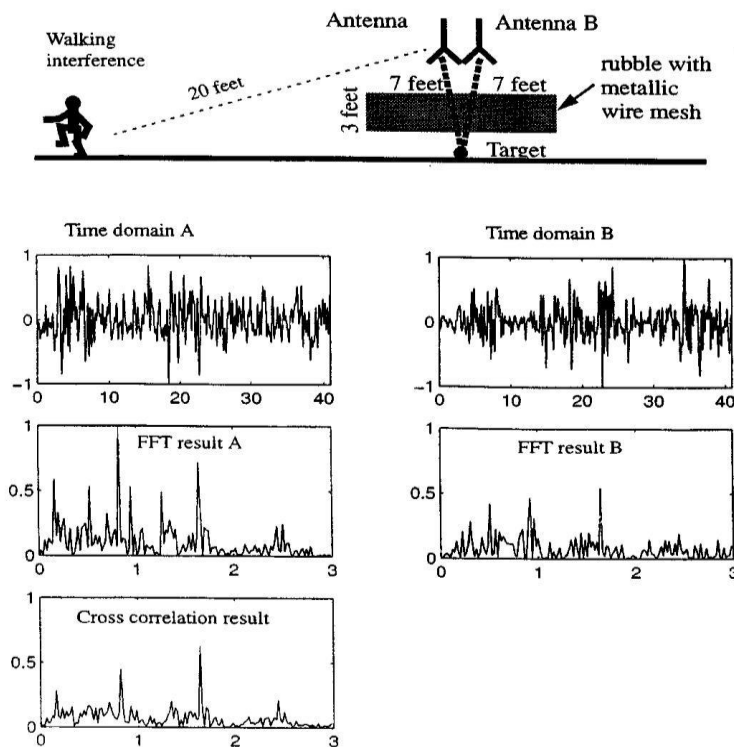 Antenna
Antenna B
Walking
interference
20 feet
7 feet
7 feet
3 feet
rubble with
metallic
wire mesh
Target
Time domain A
1
0
−1
0
10
20
30
40
Time domain B
1
0
−1
0
10
20
30
40
FFT result A
1
0.5
0
0
1
2
3
FFT result B
1
0.5
0
0
1
2
3
Cross correlation result
1
0.5
0
0
1
2
3